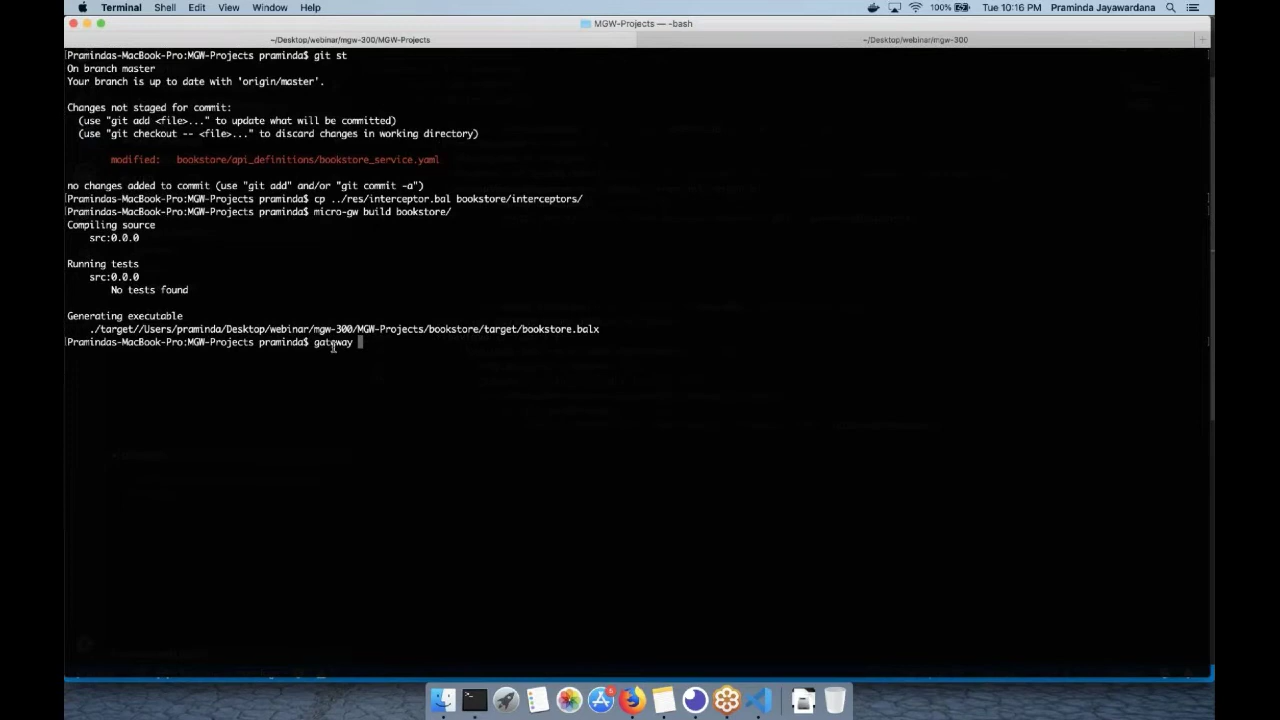 Terminal Shell Edit View Window Help 100% Tue 10:16 PM Praminda Jayawardana
MGW-Projects — -bash
~/Desktop/webinar/mgw-300/MGW-Projects ~/Desktop/webinar/mgw-300 +
[Pramindas-MacBook-Pro:MGW-Projects praminda$ git st
On branch master
Your branch is up to date with 'origin/master'.
Changes not staged for commit:
(use "git add <file>..." to update what will be committed)
(use "git checkout -- <file>..." to discard changes in working directory)
modified: bookstore/api_definitions/bookstore_service.yaml
no changes added to commit (use "git add" and/or "git commit -a")
[Pramindas-MacBook-Pro:MGW-Projects praminda$ cp ../res/interceptor.bal bookstore/interceptors/ ]
[Pramindas-MacBook-Pro:MGW-Projects praminda$ micro-gw build bookstore/ ]
Compiling source
src:0.0.0
Running tests
src:0.0.0
No tests found
Generating executable
./target//Users/praminda/Desktop/webinar/mgw-300/MGW-Projects/bookstore/target/bookstore.balx
Pramindas-MacBook-Pro:MGW-Projects praminda$ gateway